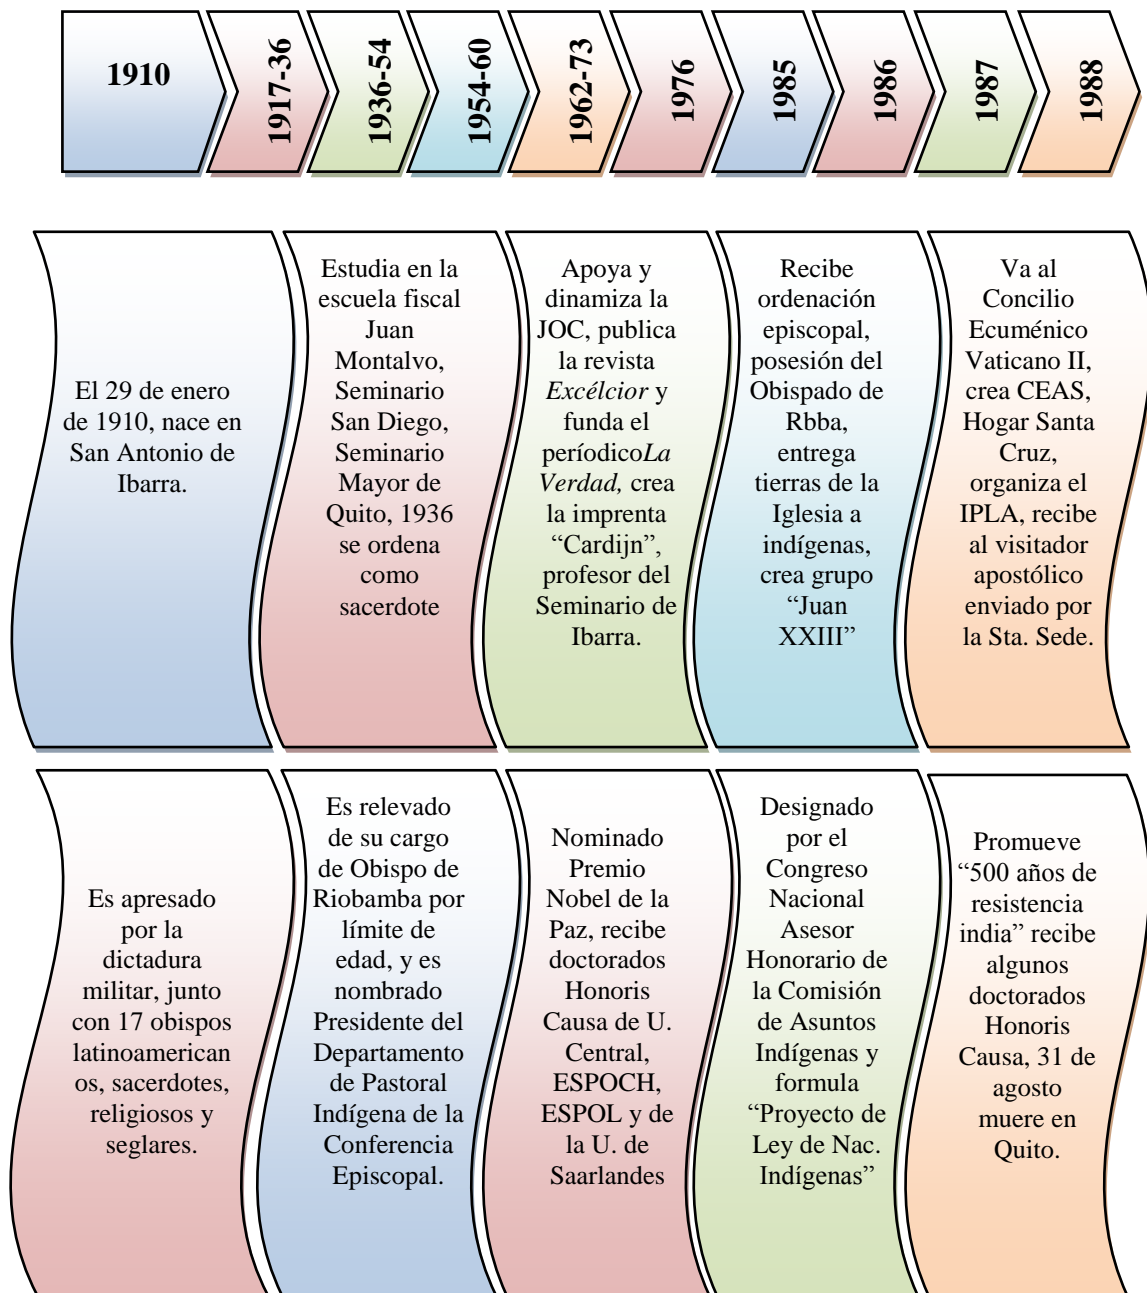 1910
1917-36
1936-54
1954-60
1962-73
1976
1985
1986
1987
1988
El 29 de enero
de 1910, nace en
San Antonio de
Ibarra.
Estudia en la
escuela fiscal
Juan
Montalvo,
Seminario
San Diego,
Seminario
Mayor de
Quito, 1936
se ordena
como
sacerdote
Apoya y
dinamiza la
JOC, publica
la revista
Excélcior y
funda el
períodicoLa
Verdad, crea
la imprenta
“Cardijn”,
profesor del
Seminario de
Ibarra.
Recibe
ordenación
episcopal,
posesión del
Obispado de
Rbba,
entrega
tierras de la
Iglesia a
indígenas,
crea grupo
“Juan
XXIII”
Va al
Concilio
Ecuménico
Vaticano II,
crea CEAS,
Hogar Santa
Cruz,
organiza el
IPLA, recibe
al visitador
apostólico
enviado por
la Sta. Sede.
Es apresado
por la
dictadura
militar, junto
con 17 obispos
latinoamerican
os, sacerdotes,
religiosos y
seglares.
Es relevado
de su cargo
de Obispo de
Riobamba por
límite de
edad, y es
nombrado
Presidente del
Departamento
de Pastoral
Indígena de la
Conferencia
Episcopal.
Nominado
Premio
Nobel de la
Paz, recibe
doctorados
Honoris
Causa de U.
Central,
ESPOCH,
ESPOL y de
la U. de
Saarlandes
Designado
por el
Congreso
Nacional
Asesor
Honorario de
la Comisión
de Asuntos
Indígenas y
formula
“Proyecto de
Ley de Nac.
Indígenas”
Promueve
“500 años de
resistencia
india” recibe
algunos
doctorados
Honoris
Causa, 31 de
agosto
muere en
Quito.